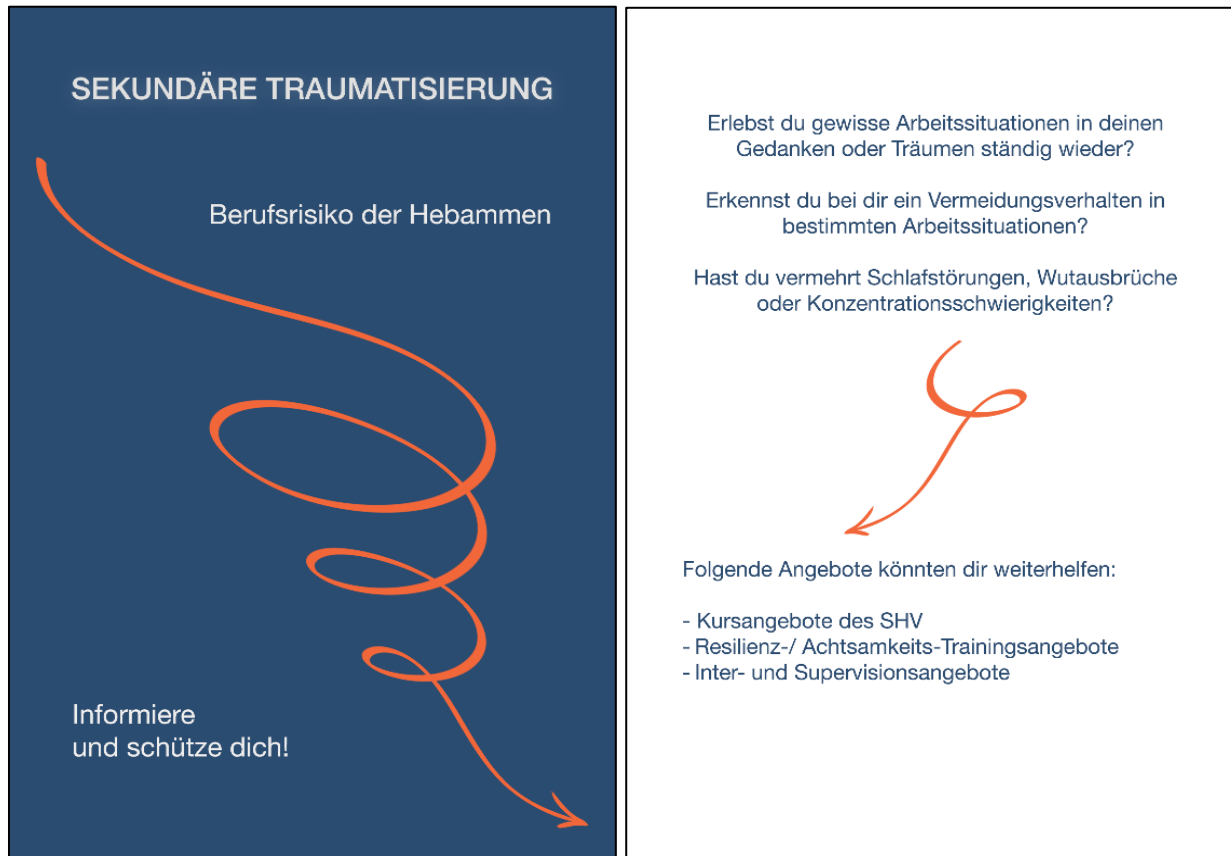 SEKUNDÄRE TRAUMATISIERUNG
Berufsrisiko der Hebammen
Informiere
und schütze dich!
Erlebst du gewisse Arbeitssituationen in deinen
Gedanken oder Träumen ständig wieder?
Erkennst du bei dir ein Vermeidungsverhalten in
bestimmten Arbeitssituationen?
Hast du vermehrt Schlafstörungen, Wutausbrüche
oder Konzentrationsschwierigkeiten?
Folgende Angebote könnten dir weiterhelfen:
- Kursangebote des SHV
- Resilienz-/ Achtsamkeits-Trainingsangebote
- Inter- und Supervisionsangebote